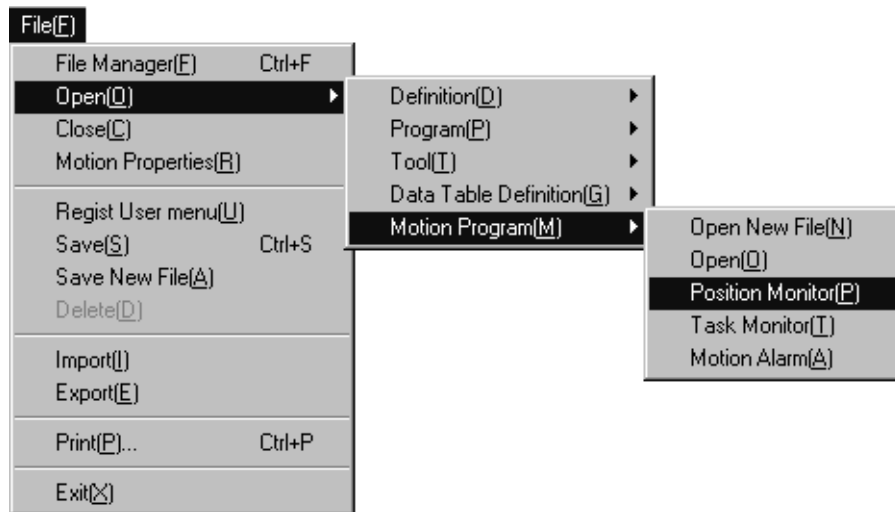 File(F)
File Manager(F) Ctrl+F
Open(O)
Close(C)
Motion Properties(R)
Regist User menu(U)
Save(S) Ctrl+S
Save New File(A)
Delete(D)
Import(I)
Export(E)
Print(P)... Ctrl+P
Exit(X)
Definition(D)
Program(P)
Tool(T)
Data Table Definition(G)
Motion Program(M)
Open New File(N)
Open(O)
Position Monitor(P)
Task Monitor(T)
Motion Alarm(A)